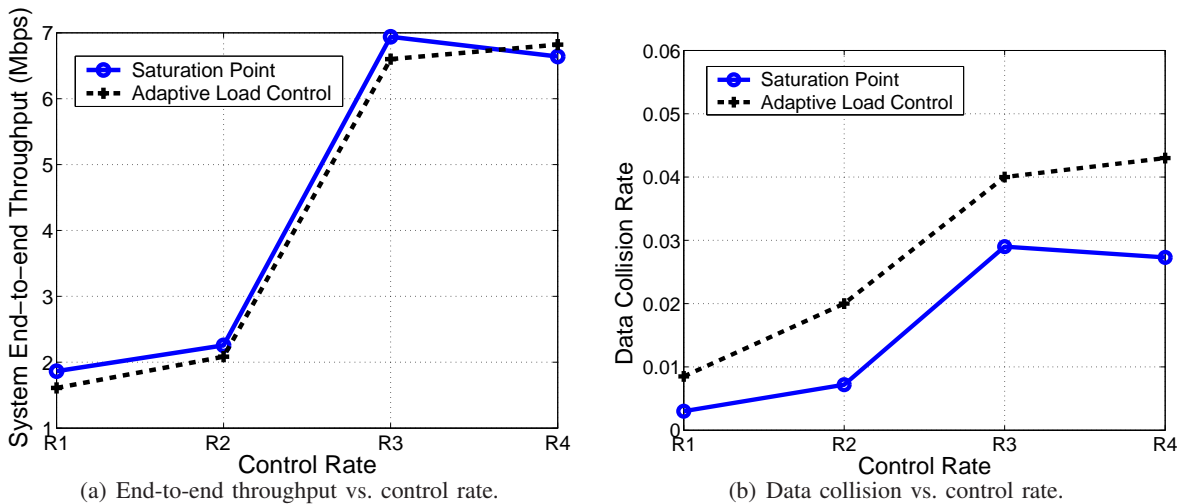 System End−to−end Throughput (Mbps)
7
6
5
4
3
2
1
Saturation Point
Adaptive Load Control
R1 R2 R3 R4
Control Rate
(a) End-to-end throughput vs. control rate.
Data Collision Rate
0.06
0.05
0.04
0.03
0.02
0.01
0
Saturation Point
Adaptive Load Control
R1 R2 R3 R4
Control Rate
(b) Data collision vs. control rate.